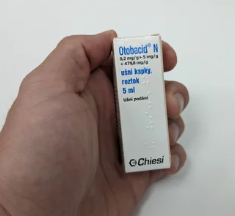 Otobacid® N
0,2 mg/g + 5 mg/g
+ 479,8 mg/g
ušní kapky,
roztok
5 ml
ušní podání
Chiesi